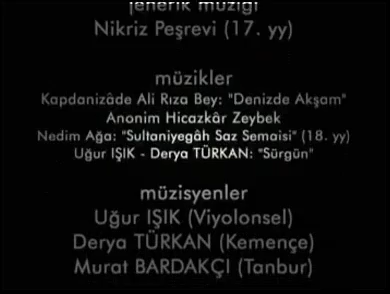 jenerik müziği
Nikriz Peşrevi (17. yy)
müzikler
Kapdanizâde Ali Rıza Bey: "Denizde Akşam"
Anonim Hicazkâr Zeybek
Nedim Ağa: "Sultaniyegâh Saz Semaisi" (18. yy)
Uğur IŞIK - Derya TÜRKAN: "Sürgün"
müzisyenler
Uğur IŞIK (Viyolonsel)
Derya TÜRKAN (Kemençe)
Murat BARDAKÇI (Tanbur)